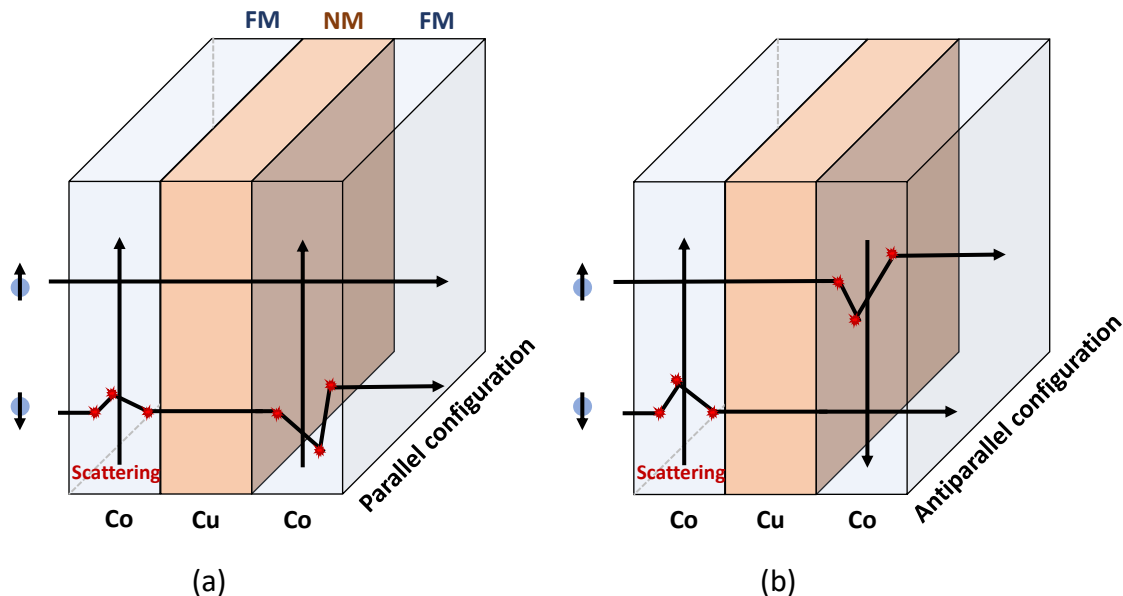 FM NM FM
Scattering
Co Cu Co
Parallel configuration
(a)
Scattering
Co Cu Co
Antiparallel configuration
(b)